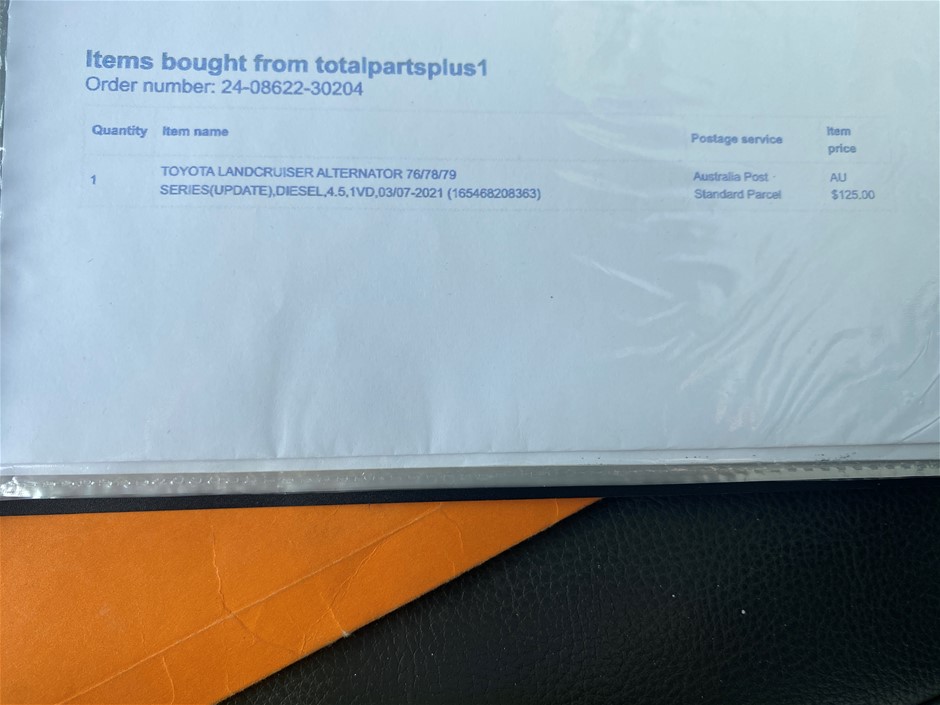 Items bought from totalpartsplus1
Order number: 24-08622-30204
Quantity Item name Postage service Item price
1 TOYOTA LANDCRUISER ALTERNATOR 76/78/79 Australia Post AU
SERIES(UPDATE),DIESEL,4.5,1VD,03/07-2021 (165468208363) Standard Parcel $125.00